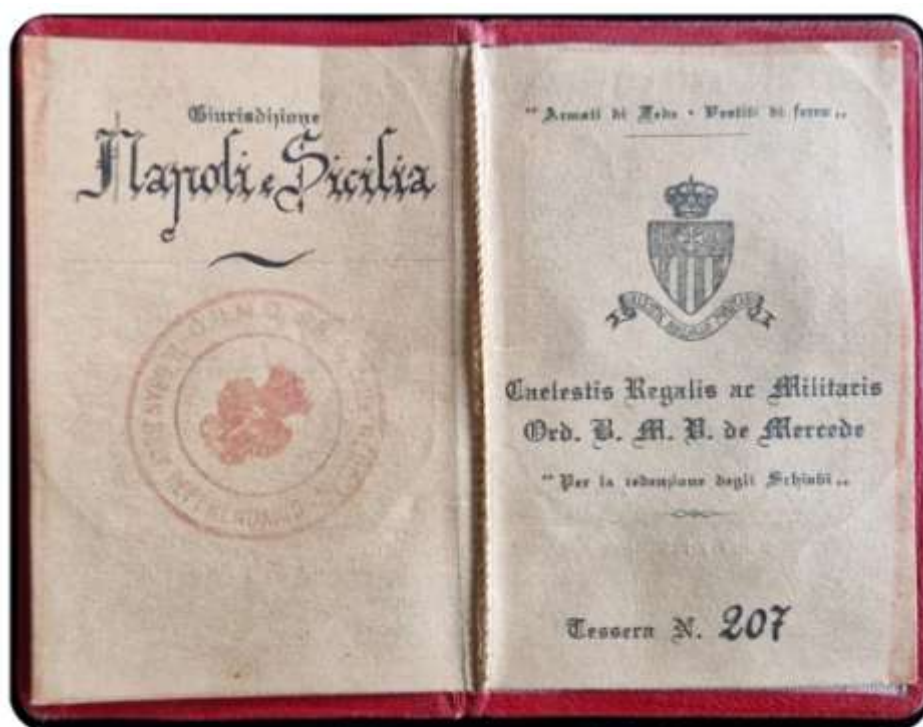 Giurisdizione
Napoli e Sicilia
" Armati di Fede - Vestiti di ferro „
Caelestis Regalis ac Militaris
Ord. B. M. V. de Mercede
" Per la redenzione degli Schiavi „
Tessera N. 207